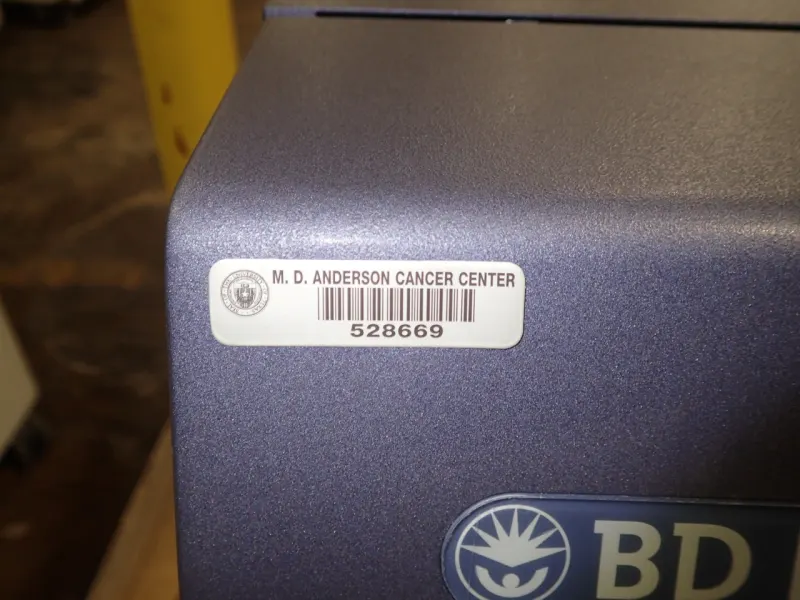 M. D. ANDERSON CANCER CENTER
528669
BD